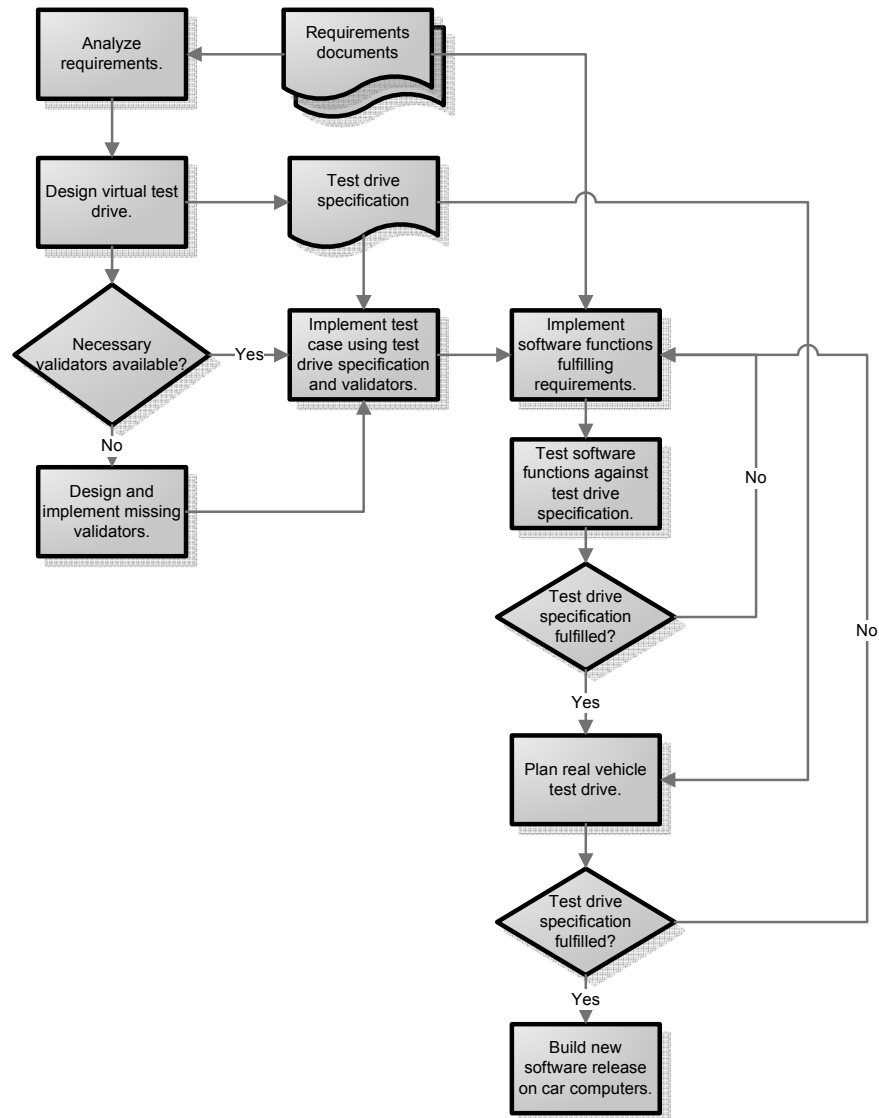 Analyze
requirements.
Requirements
documents
Design virtual test
drive.
Test drive
specification
Necessary
validators available?
Yes
Implement test
case using test
drive specification
and validators.
Implement
software functions
fulfilling
requirements.
No
Design and
implement missing
validators.
Test software
functions against
test drive
specification.
No
Test drive
specification
fulfilled?
No
Yes
Plan real vehicle
test drive.
Test drive
specification
fulfilled?
Yes
Build new
software release
on car computers.